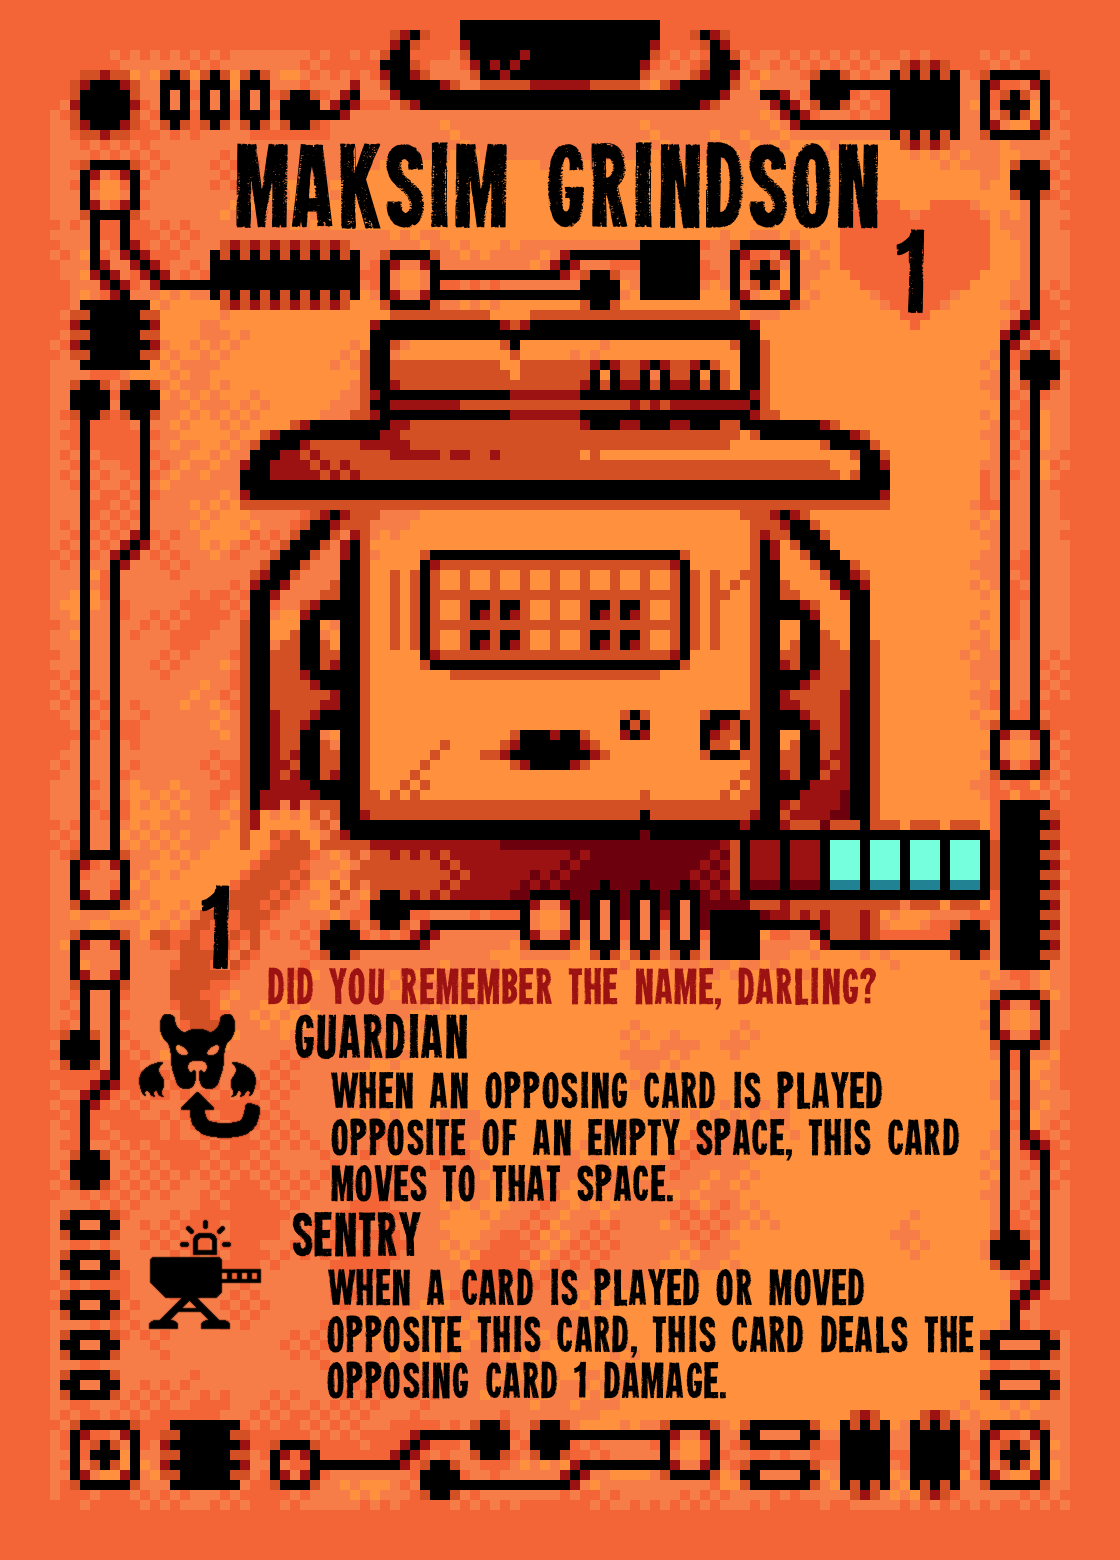 MAKSIM GRINDSON
1
1
DID YOU REMEMBER THE NAME, DARLING?
GUARDIAN
WHEN AN OPPOSING CARD IS PLAYED
OPPOSITE OF AN EMPTY SPACE, THIS CARD
MOVES TO THAT SPACE.
SENTRY
WHEN A CARD IS PLAYED OR MOVED
OPPOSITE THIS CARD, THIS CARD DEALS THE
OPPOSING CARD 1 DAMAGE.